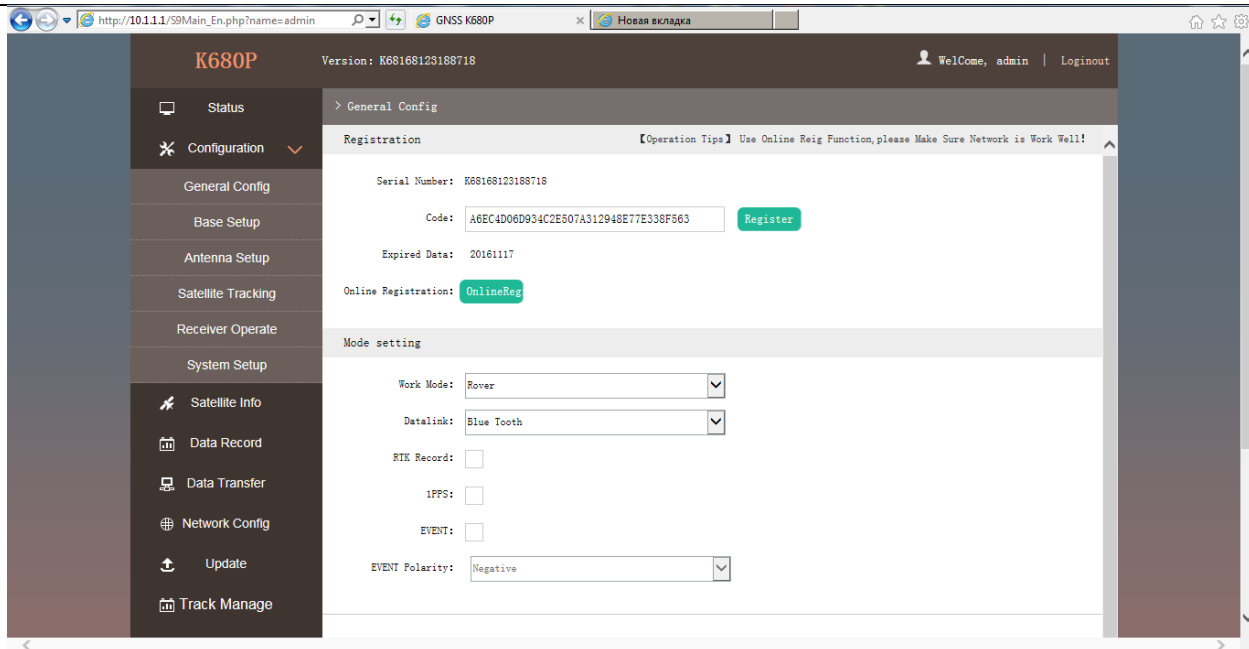 http://10.1.1.1/S9Main_En.php?name=admin
GNSS K680P
Новая вкладка
K680P
Version: K68168123188718
WelCome, admin | Loginout
Status
> General Config
Configuration
Registration
【Operation Tips】 Use Online Reig Function,please Make Sure Network is Work Well!
General Config
Serial Number: K68168123188718
Base Setup
Code: A6EC4D06D934C2E507A312948E77E338F563 Register
Antenna Setup
Expired Data: 20161117
Satellite Tracking
Online Registration: OnlineReg
Receiver Operate
Mode setting
System Setup
Work Mode: Rover
Satellite Info
Datalink: Blue Tooth
Data Record
RTK Record:
Data Transfer
1PPS:
Network Config
EVENT:
Update
EVENT Polarity: Negative
Track Manage